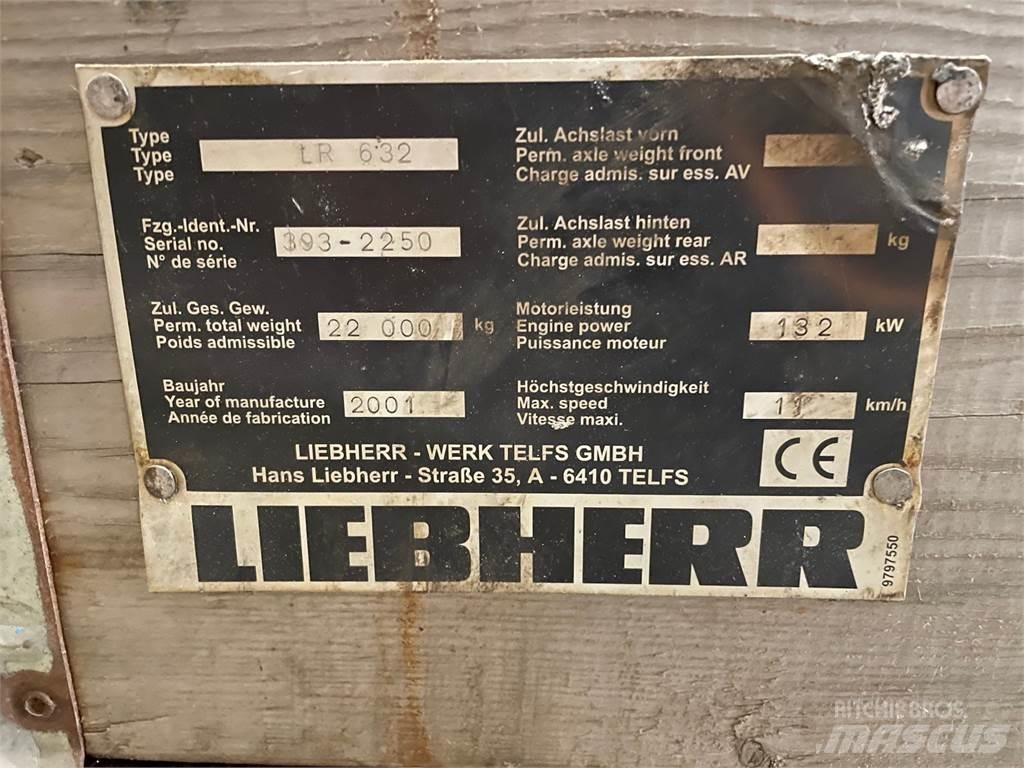 Type
Type
Type
LR 632
Zul. Achslast vorn
Perm. axle weight front
Charge admis. sur ess. AV
Fzg.-Ident.-Nr.
Serial no.
N° de série
393-2250
Zul. Achslast hinten
Perm. axle weight rear
Charge admis. sur ess. AR
kg
Zul. Ges. Gew.
Perm. total weight
Poids admissible
22 000 kg
Motorleistung
Engine power
Puissance moteur
132 kW
Baujahr
Year of manufacture
Année de fabrication
2001
Höchstgeschwindigkeit
Max. speed
Vitesse maxi.
11 km/h
CE
LIEBHERR - WERK TELFS GMBH
Hans Liebherr - Straße 35, A - 6410 TELFS
LIEBHERR
9797550
RITCHIE BROS.
MASCUS